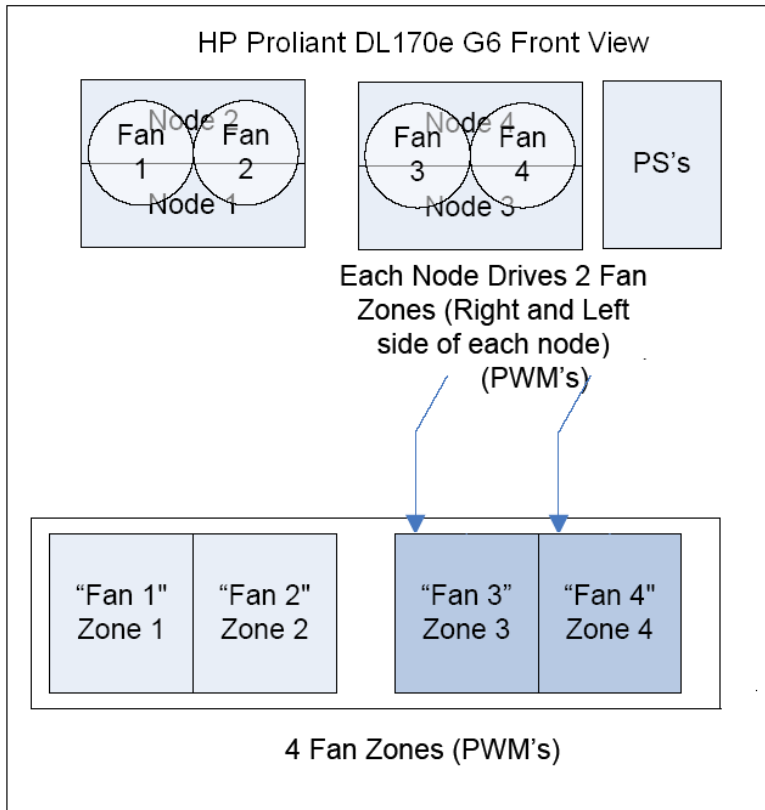 HP Proliant DL170e G6 Front View
Node 2
Fan
1
Fan
2
Node 1
Node 4
Fan
3
Fan
4
Node 3
PS's
Each Node Drives 2 Fan
Zones (Right and Left
side of each node)
(PWM's)
“Fan 1"
Zone 1
“Fan 2"
Zone 2
“Fan 3”
Zone 3
“Fan 4"
Zone 4
4 Fan Zones (PWM's)